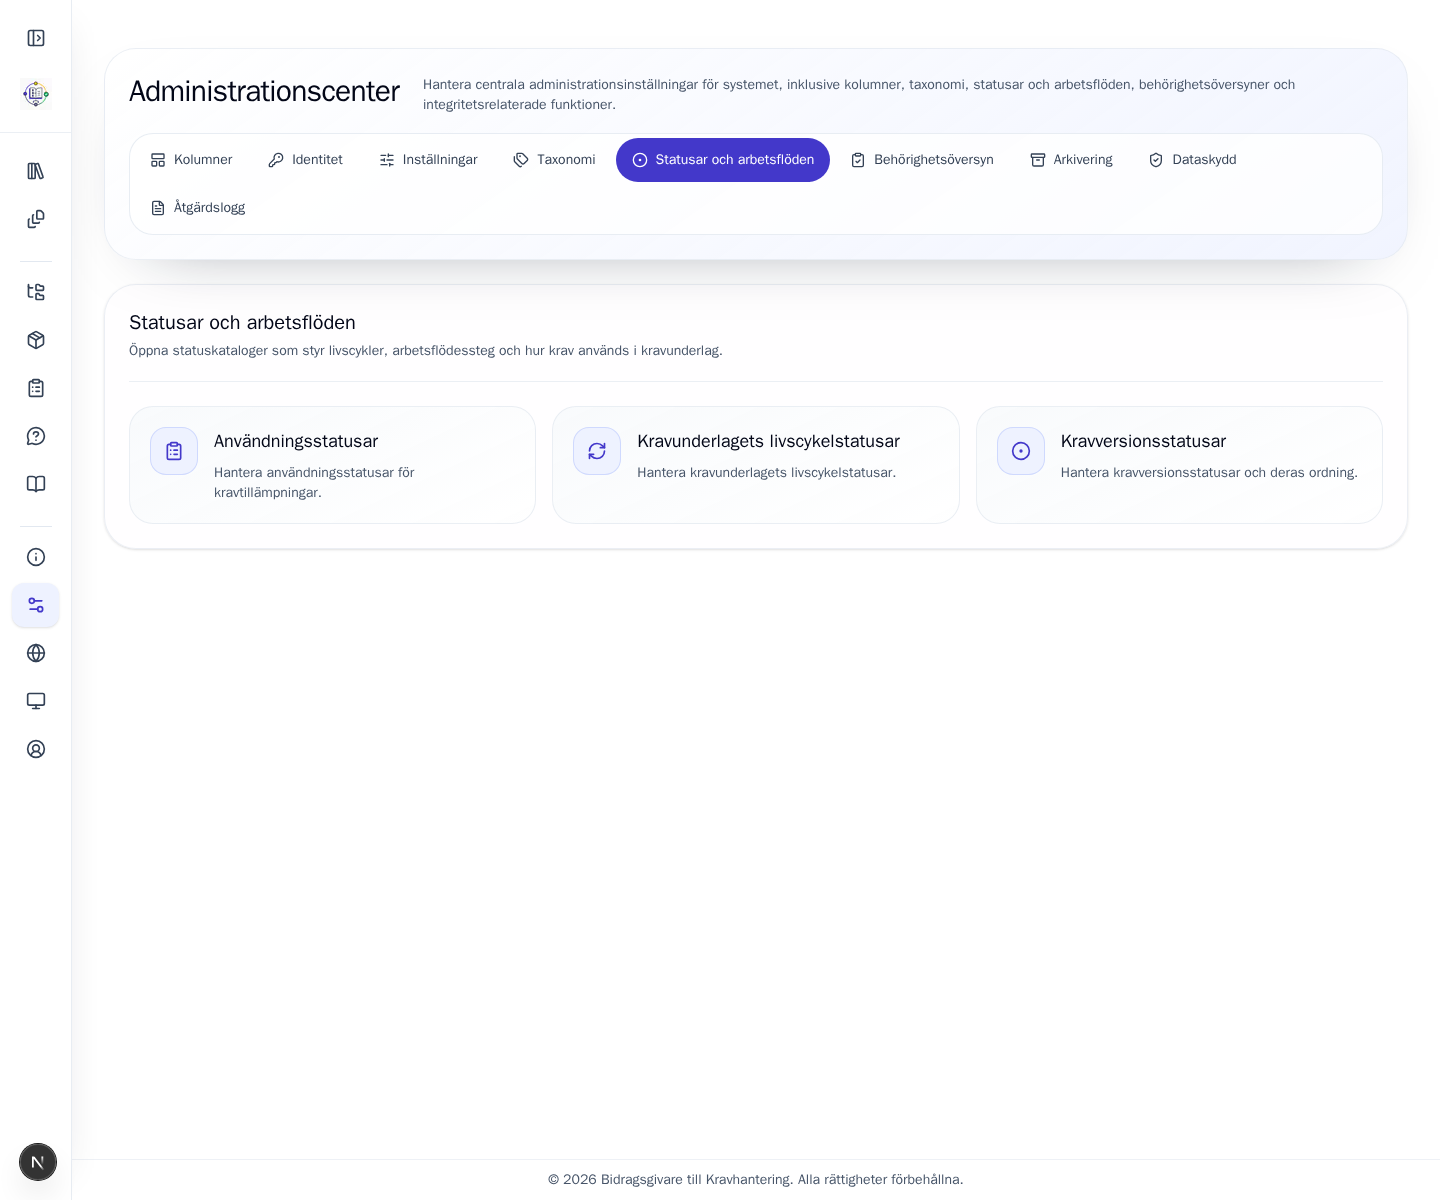 Administrationscenter
Hantera centrala administrationsinställningar för systemet, inklusive kolumner, taxonomi, statusar och arbetsflöden, behörighetsöversyner och
integritetsrelaterade funktioner.
Kolumner
Identitet
Inställningar
Taxonomi
Statusar och arbetsflöden
Behörighetsöversyn
Arkivering
Dataskydd
Åtgärdslogg
Statusar och arbetsflöden
Öppna statuskataloger som styr livscykler, arbetsflödessteg och hur krav används i kravunderlag.
Användningsstatusar
Hantera användningsstatusar för
kravtillämpningar.
Kravunderlagets livscykelstatusar
Hantera kravunderlagets livscykelstatusar.
Kravversionsstatusar
Hantera kravversionsstatusar och deras ordning.
N
© 2026 Bidragsgivare till Kravhantering. Alla rättigheter förbehållna.